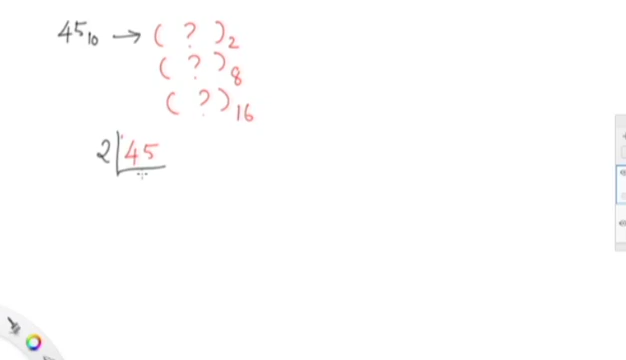 45₁₀ → ( ? )₂
( ? )₈
( ? )₁₆
2 | 45